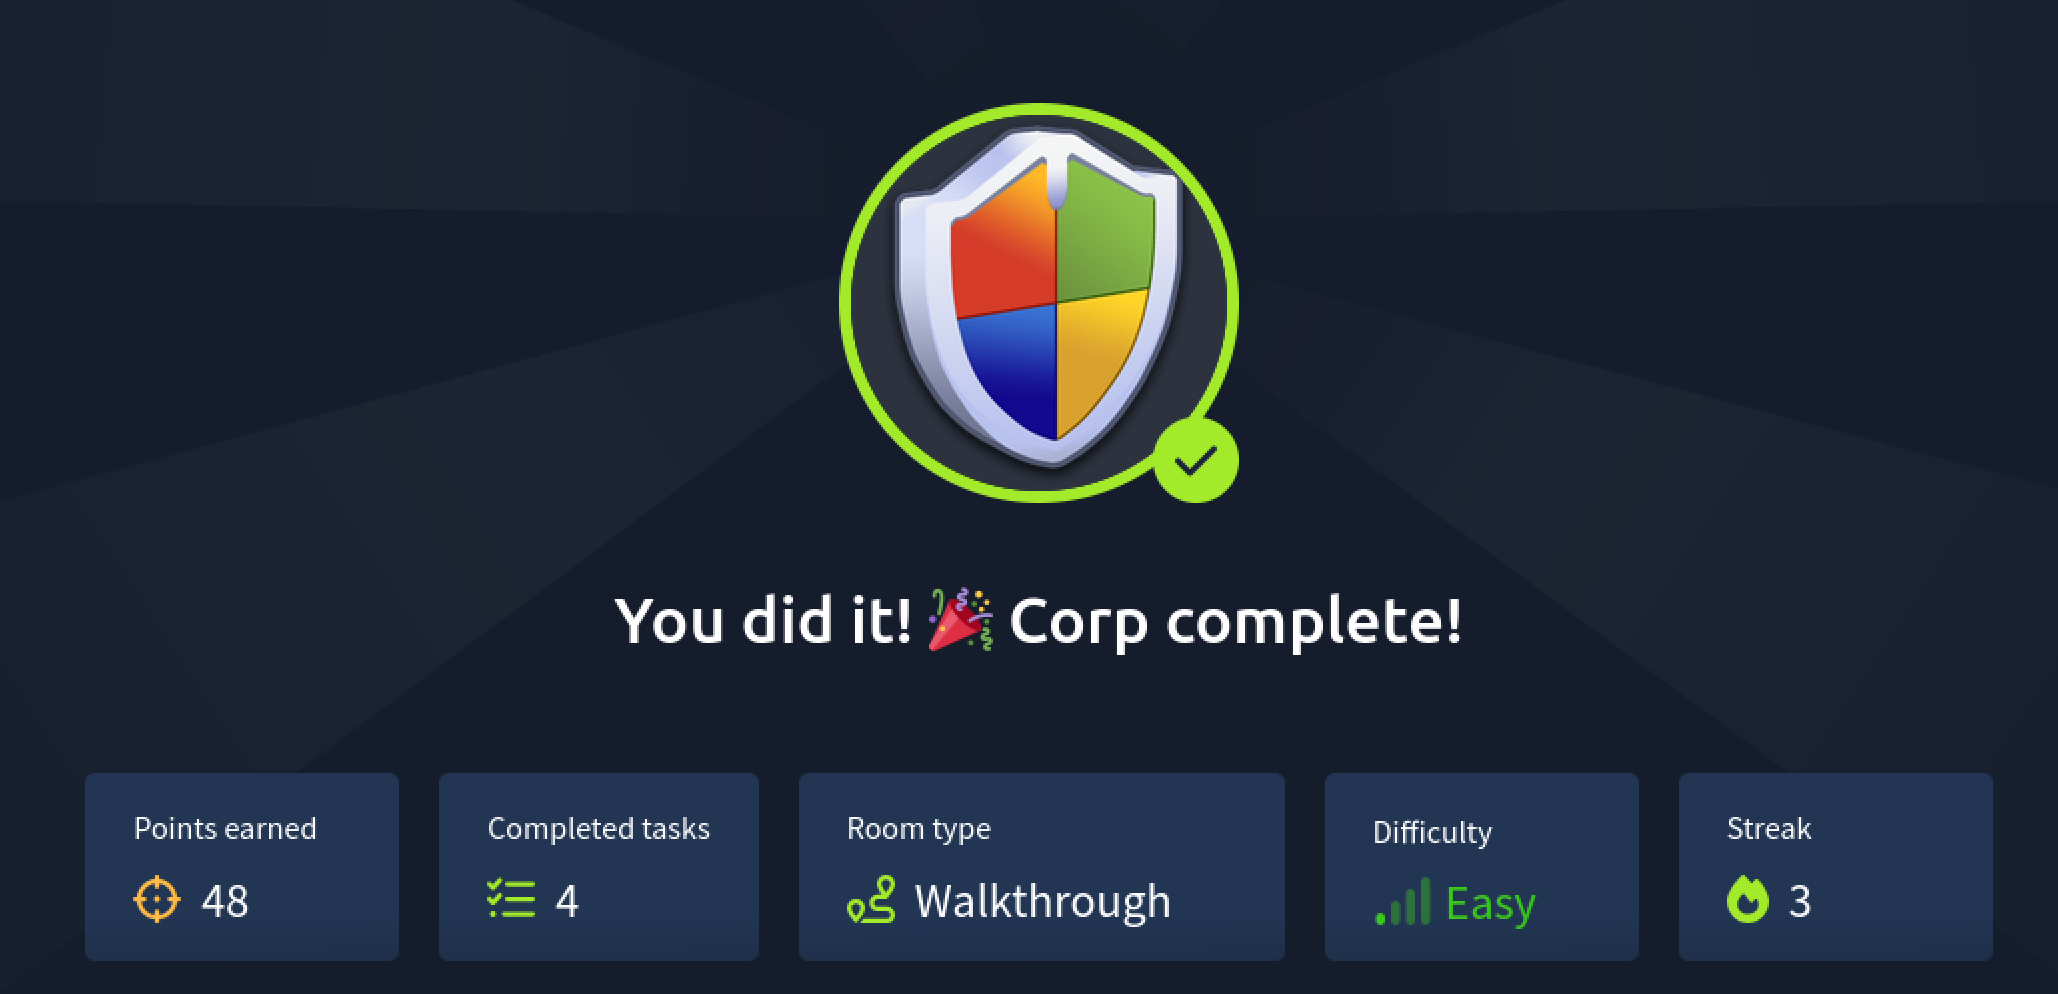 You did it! 🎉 Corp complete!
Points earned
48
Completed tasks
4
Room type
Walkthrough
Difficulty
Easy
Streak
3